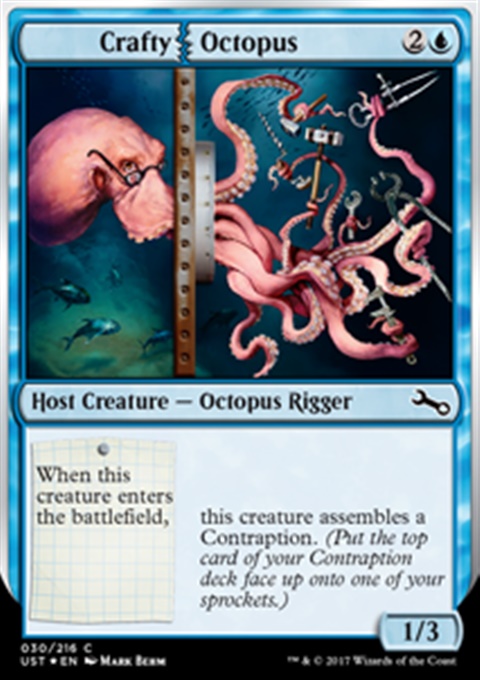 Crafty Octopus 2
Host Creature — Octopus Rigger
When this
creature enters
the battlefield,
this creature assembles a
Contraption. (Put the top
card of your Contraption
deck face up onto one of your
sprockets.)
1/3
030/216 C
UST ★ EN Mark Behm
™ & © 2017 Wizards of the Coast